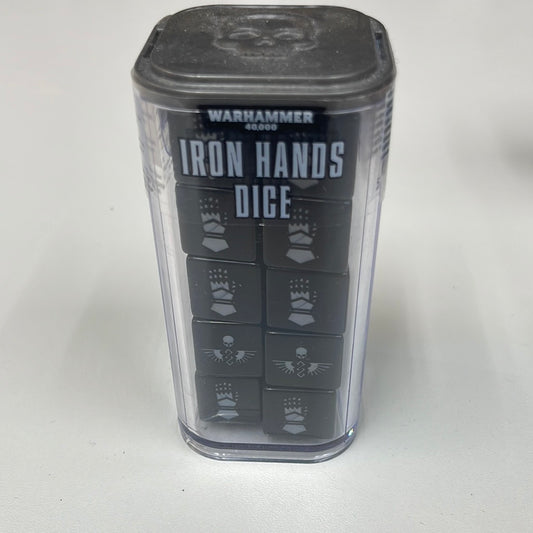 WARHAMMER
40,000
IRON HANDS
DICE